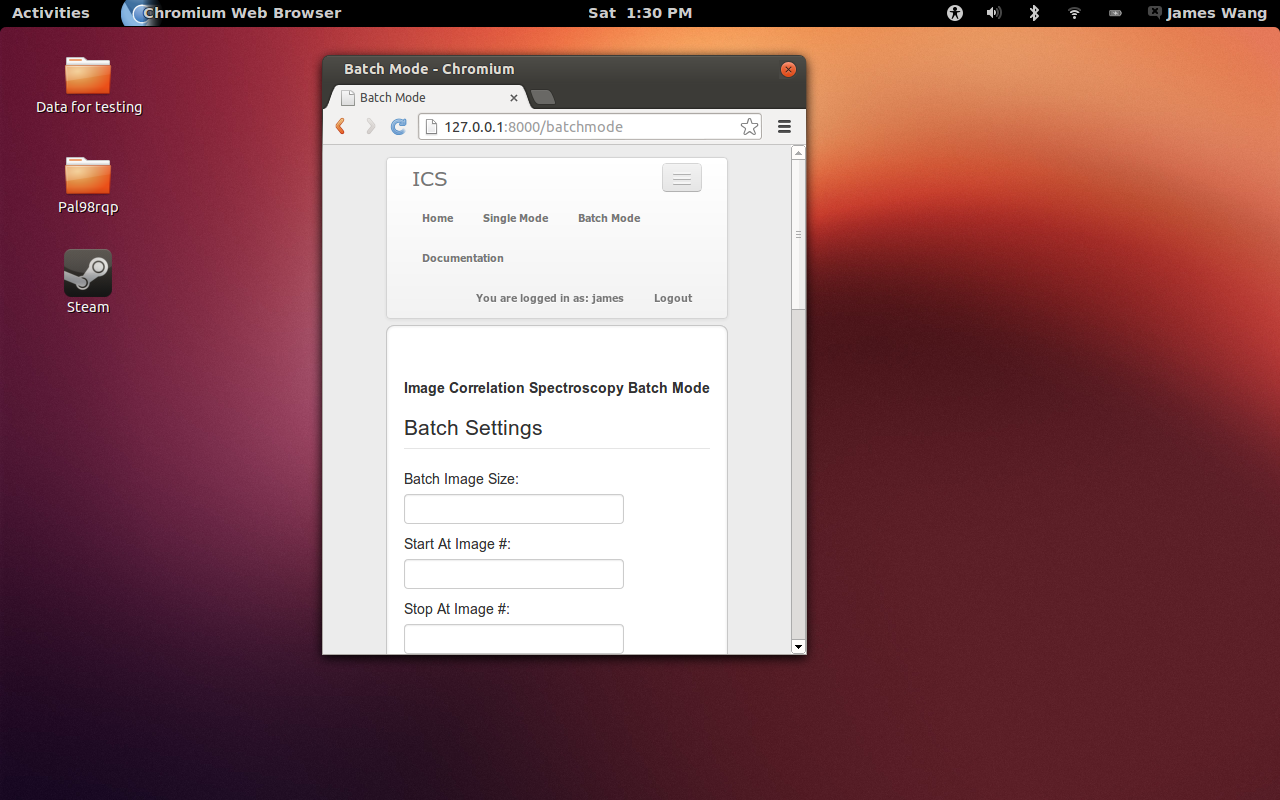 Activities Chromium Web Browser Sat 1:30 PM James Wang
Data for testing
Pal98rqp
Steam
Batch Mode - Chromium
Batch Mode
127.0.0.1:8000/batchmode
ICS
Home Single Mode Batch Mode
Documentation
You are logged in as: james Logout
Image Correlation Spectroscopy Batch Mode
Batch Settings
Batch Image Size:
Start At Image #:
Stop At Image #: